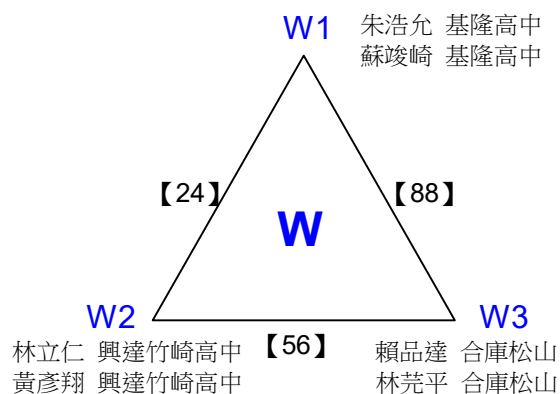 W1
朱浩允 基隆高中
蘇竣崎 基隆高中
【24】
【88】
W
W2
W3
林立仁 興達竹崎高中
黃彥翔 興達竹崎高中
【56】
賴品達 合庫松山
林芫平 合庫松山